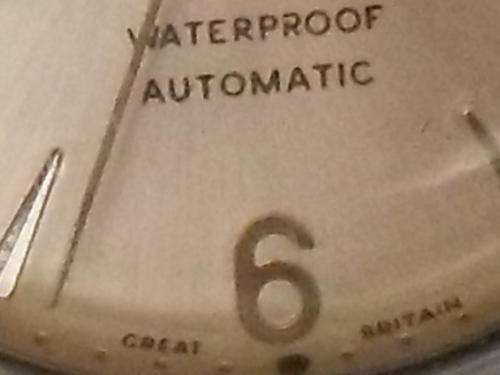 WATERPROOF
AUTOMATIC
6
GREAT BRITAIN